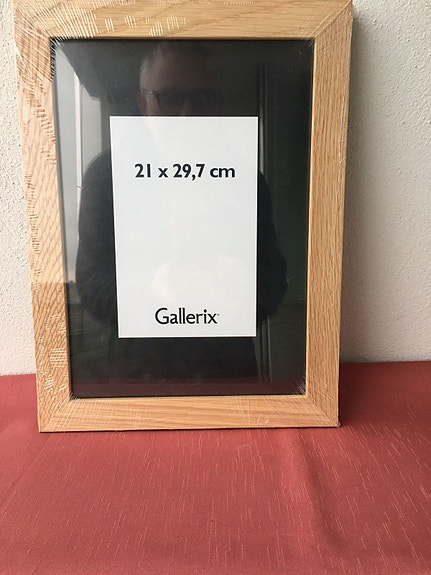 21 x 29,7 cm
Gallerix